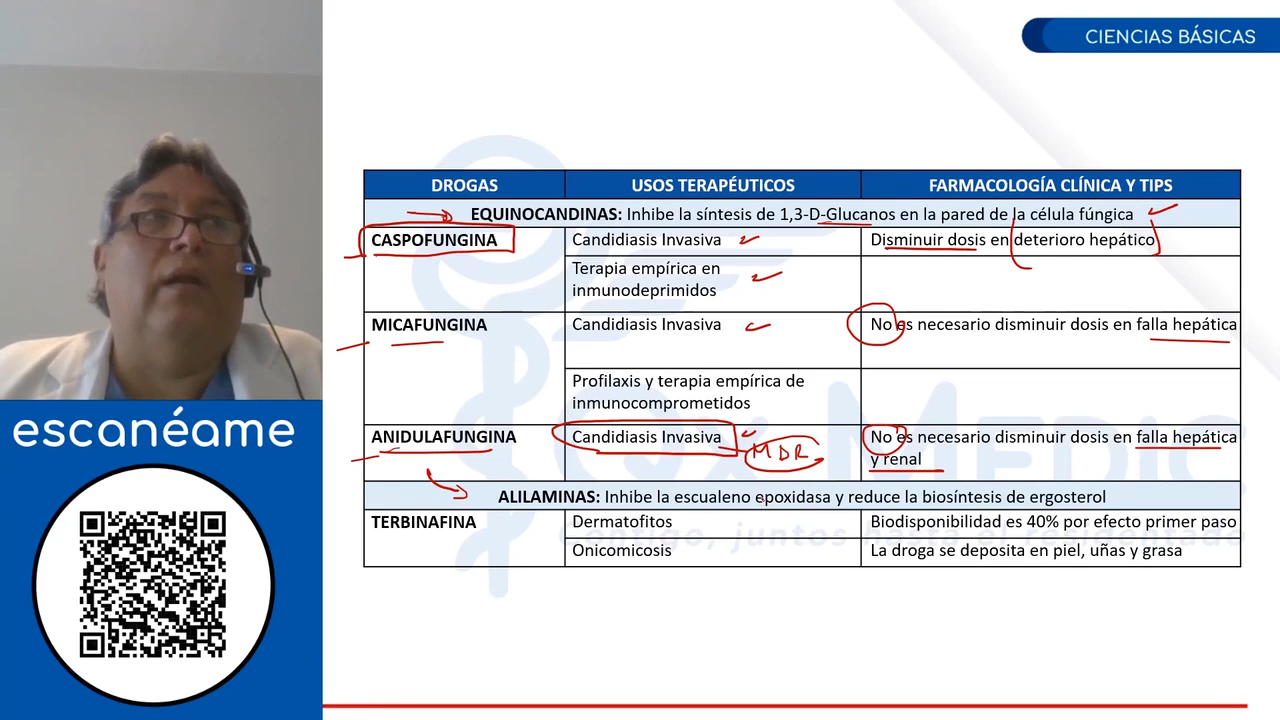 CIENCIAS BÁSICAS
DROGAS
USOS TERAPÉUTICOS
FARMACOLOGÍA CLÍNICA Y TIPS
EQUINOCANDINAS: Inhibe la síntesis de 1,3-D-Glucanos en la pared de la célula fúngica
CASPOFUNGINA
Candidiasis Invasiva
Disminuir dosis en deterioro hepático
Terapia empírica en
inmunodeprimidos
MICAFUNGINA
Candidiasis Invasiva
No es necesario disminuir dosis en falla hepática
Profilaxis y terapia empírica de
inmunocomprometidos
ANIDULAFUNGINA
Candidiasis Invasiva
MDR
No es necesario disminuir dosis en falla hepática
y renal
ALILAMINAS: Inhibe la escualeno epoxidasa y reduce la biosíntesis de ergosterol
TERBINAFINA
Dermatofitos
Biodisponibilidad es 40% por efecto primer paso
Onicomicosis
La droga se deposita en piel, uñas y grasa
escanéame